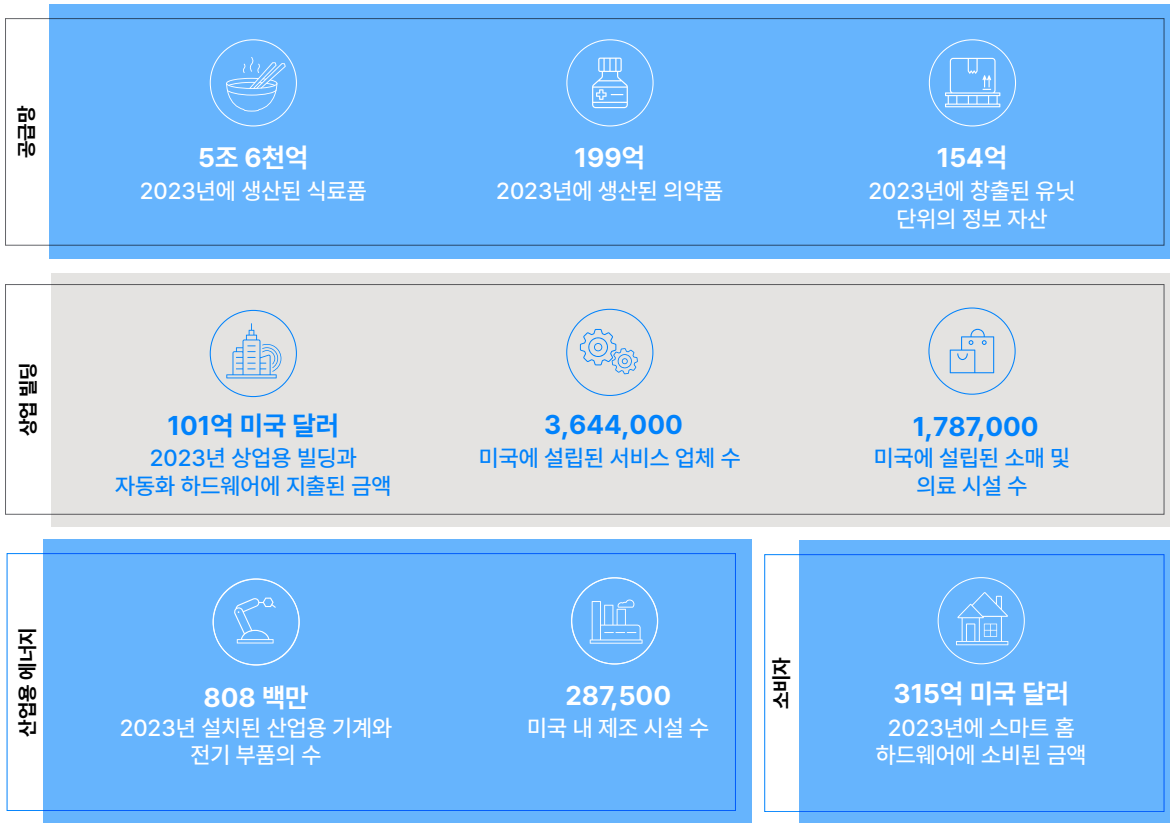 공급망
5조 6천억
2023년에 생산된 식료품
199억
2023년에 생산된 의약품
154억
2023년에 창출된 유닛
단위의 정보 자산
상업 빌딩
101억 미국 달러
2023년 상업용 빌딩과
자동화 하드웨어에 지출된 금액
3,644,000
미국에 설립된 서비스 업체 수
1,787,000
미국에 설립된 소매 및
의료 시설 수
산업용 에너지
808 백만
2023년 설치된 산업용 기계와
전기 부품의 수
287,500
미국 내 제조 시설 수
소비자
315억 미국 달러
2023년에 스마트 홈
하드웨어에 소비된 금액